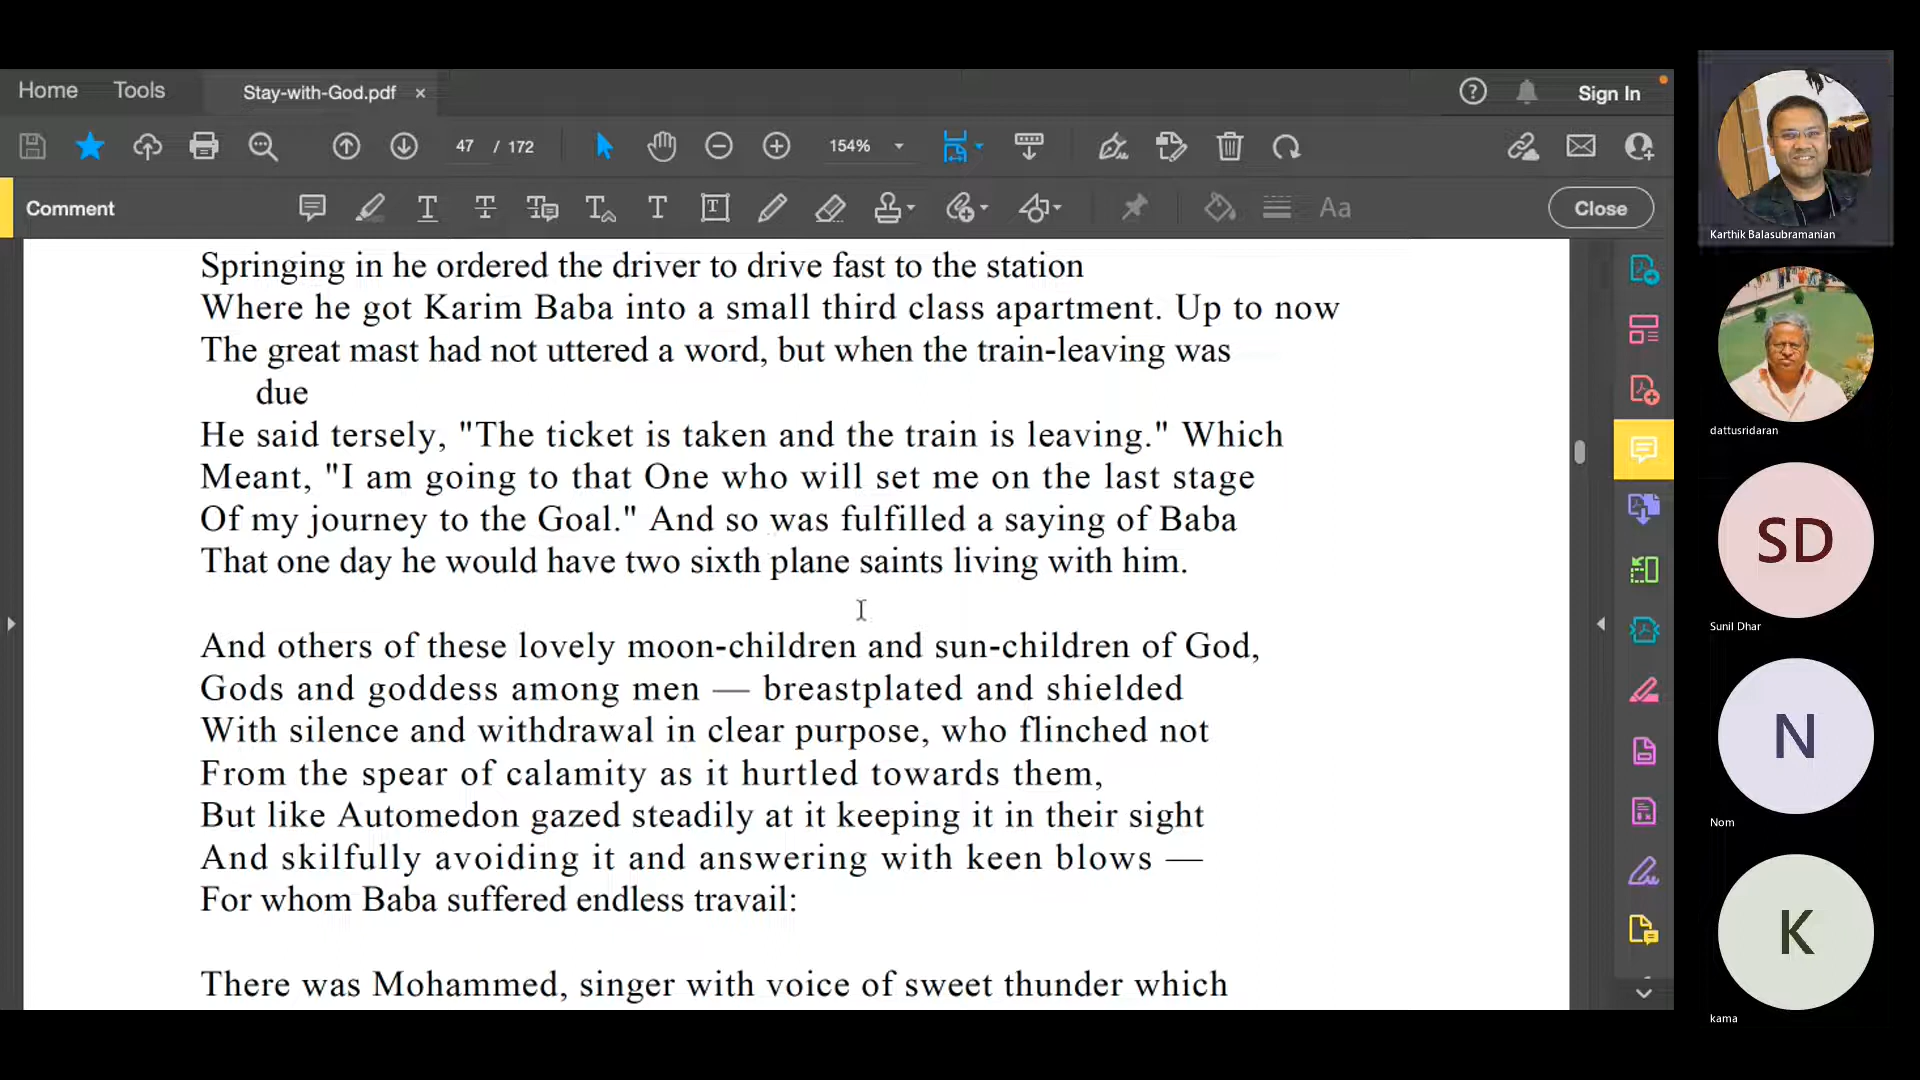 Home Tools Stay-with-God.pdf × ? Sign In
47 / 172 154%
Comment T T T T T T Aa Close
Springing in he ordered the driver to drive fast to the station
Where he got Karim Baba into a small third class apartment. Up to now
The great mast had not uttered a word, but when the train-leaving was
due
He said tersely, "The ticket is taken and the train is leaving." Which
Meant, "I am going to that One who will set me on the last stage
Of my journey to the Goal." And so was fulfilled a saying of Baba
That one day he would have two sixth plane saints living with him.
And others of these lovely moon-children and sun-children of God,
Gods and goddess among men — breastplated and shielded
With silence and withdrawal in clear purpose, who flinched not
From the spear of calamity as it hurtled towards them,
But like Automedon gazed steadily at it keeping it in their sight
And skilfully avoiding it and answering with keen blows —
For whom Baba suffered endless travail:
There was Mohammed, singer with voice of sweet thunder which
Karthik Balasubramanian
dattusridaran
SD
Sunil Dhar
N
Nom
K
kama